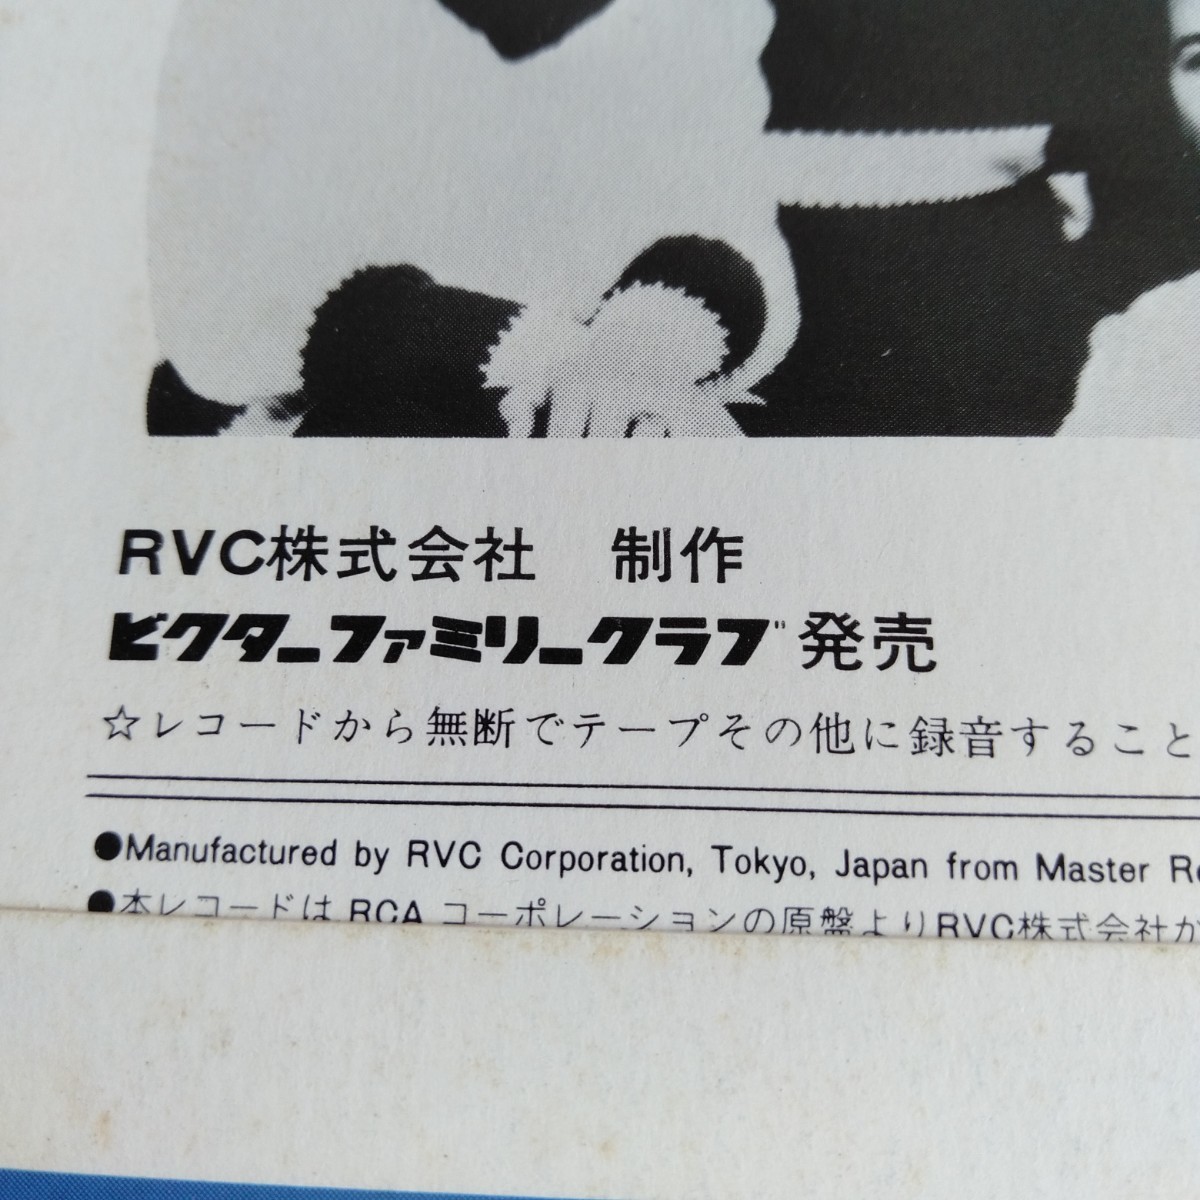 RVC株式会社　制作
ビクターファミリークラブ発売
☆レコードから無断でテープその他に録音すること
●Manufactured by RVC Corporation, Tokyo, Japan from Master
●本レコードは RCA コーポレーションの原盤よりRVC株式会社が